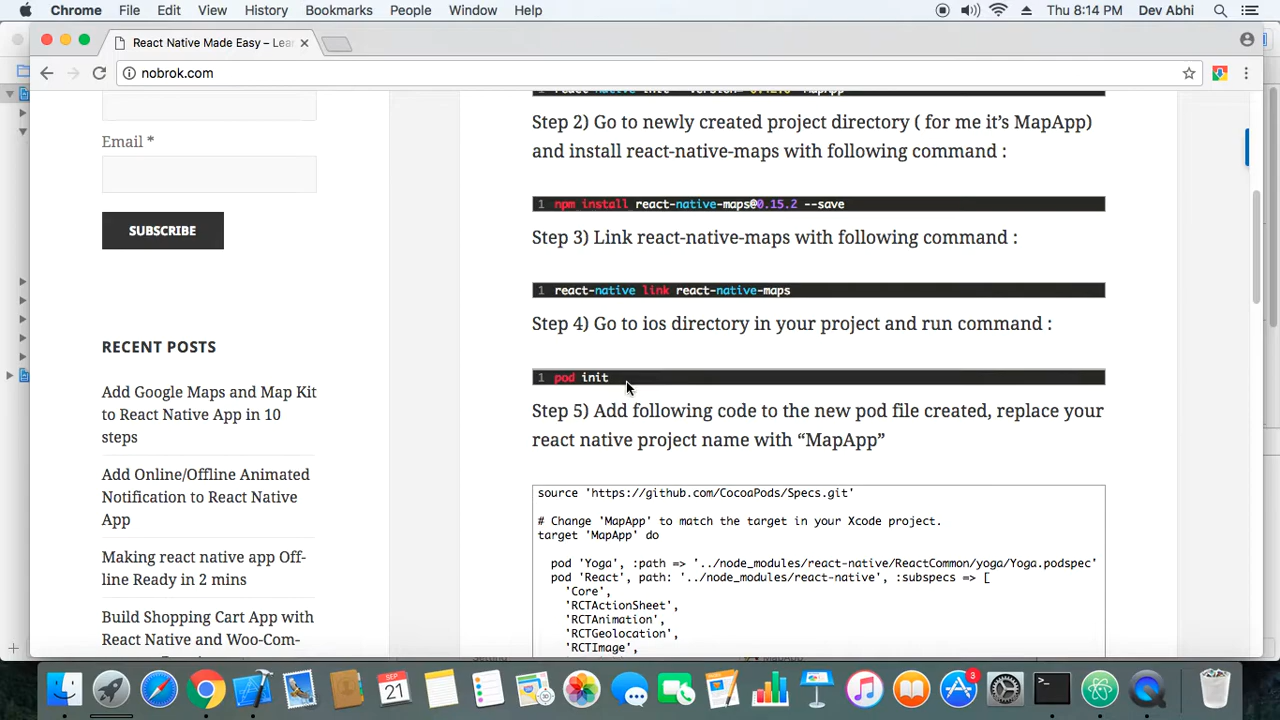 Chrome File Edit View History Bookmarks People Window Help Thu 8:14 PM Dev Abhi
React Native Made Easy – Lea
nobrok.com
Step 2) Go to newly created project directory ( for me it's MapApp)
and install react-native-maps with following command :
1 npm install react-native-maps@0.15.2 --save
Step 3) Link react-native-maps with following command :
1 react-native link react-native-maps
Step 4) Go to ios directory in your project and run command :
1 pod init
Step 5) Add following code to the new pod file created, replace your
react native project name with “MapApp”
source 'https://github.com/CocoaPods/Specs.git'
# Change 'MapApp' to match the target in your Xcode project.
target 'MapApp' do
pod 'Yoga', :path => '../node_modules/react-native/ReactCommon/yoga/Yoga.podspec'
pod 'React', path: '../node_modules/react-native', :subspecs => [
'Core',
'RCTActionSheet',
'RCTAnimation',
'RCTGeolocation',
'RCTImage',
Email *
SUBSCRIBE
RECENT POSTS
Add Google Maps and Map Kit
to React Native App in 10
steps
Add Online/Offline Animated
Notification to React Native
App
Making react native app Off-
line Ready in 2 mins
Build Shopping Cart App with
React Native and Woo-Com-
SEP
21
3